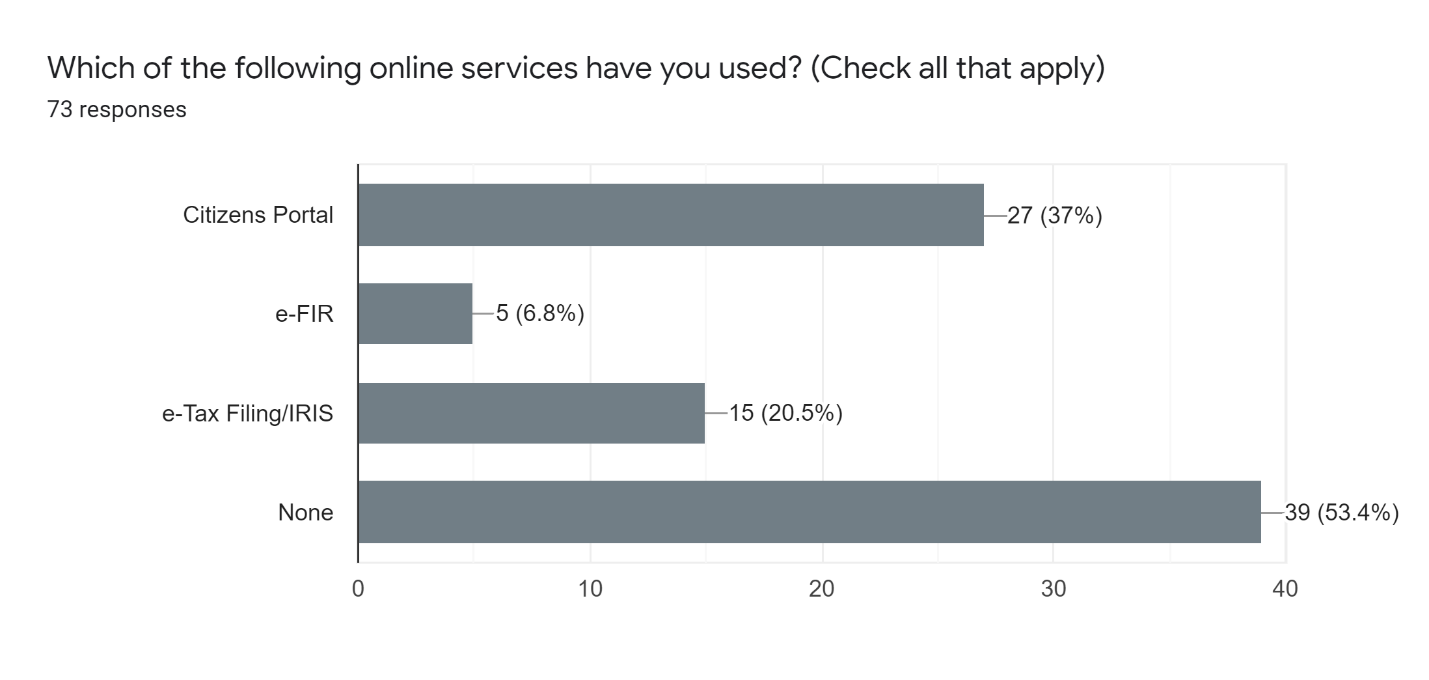 Which of the following online services have you used? (Check all that apply)
73 responses
Citizens Portal
27 (37%)
e-FIR
5 (6.8%)
e-Tax Filing/IRIS
15 (20.5%)
None
39 (53.4%)
0 10 20 30 40